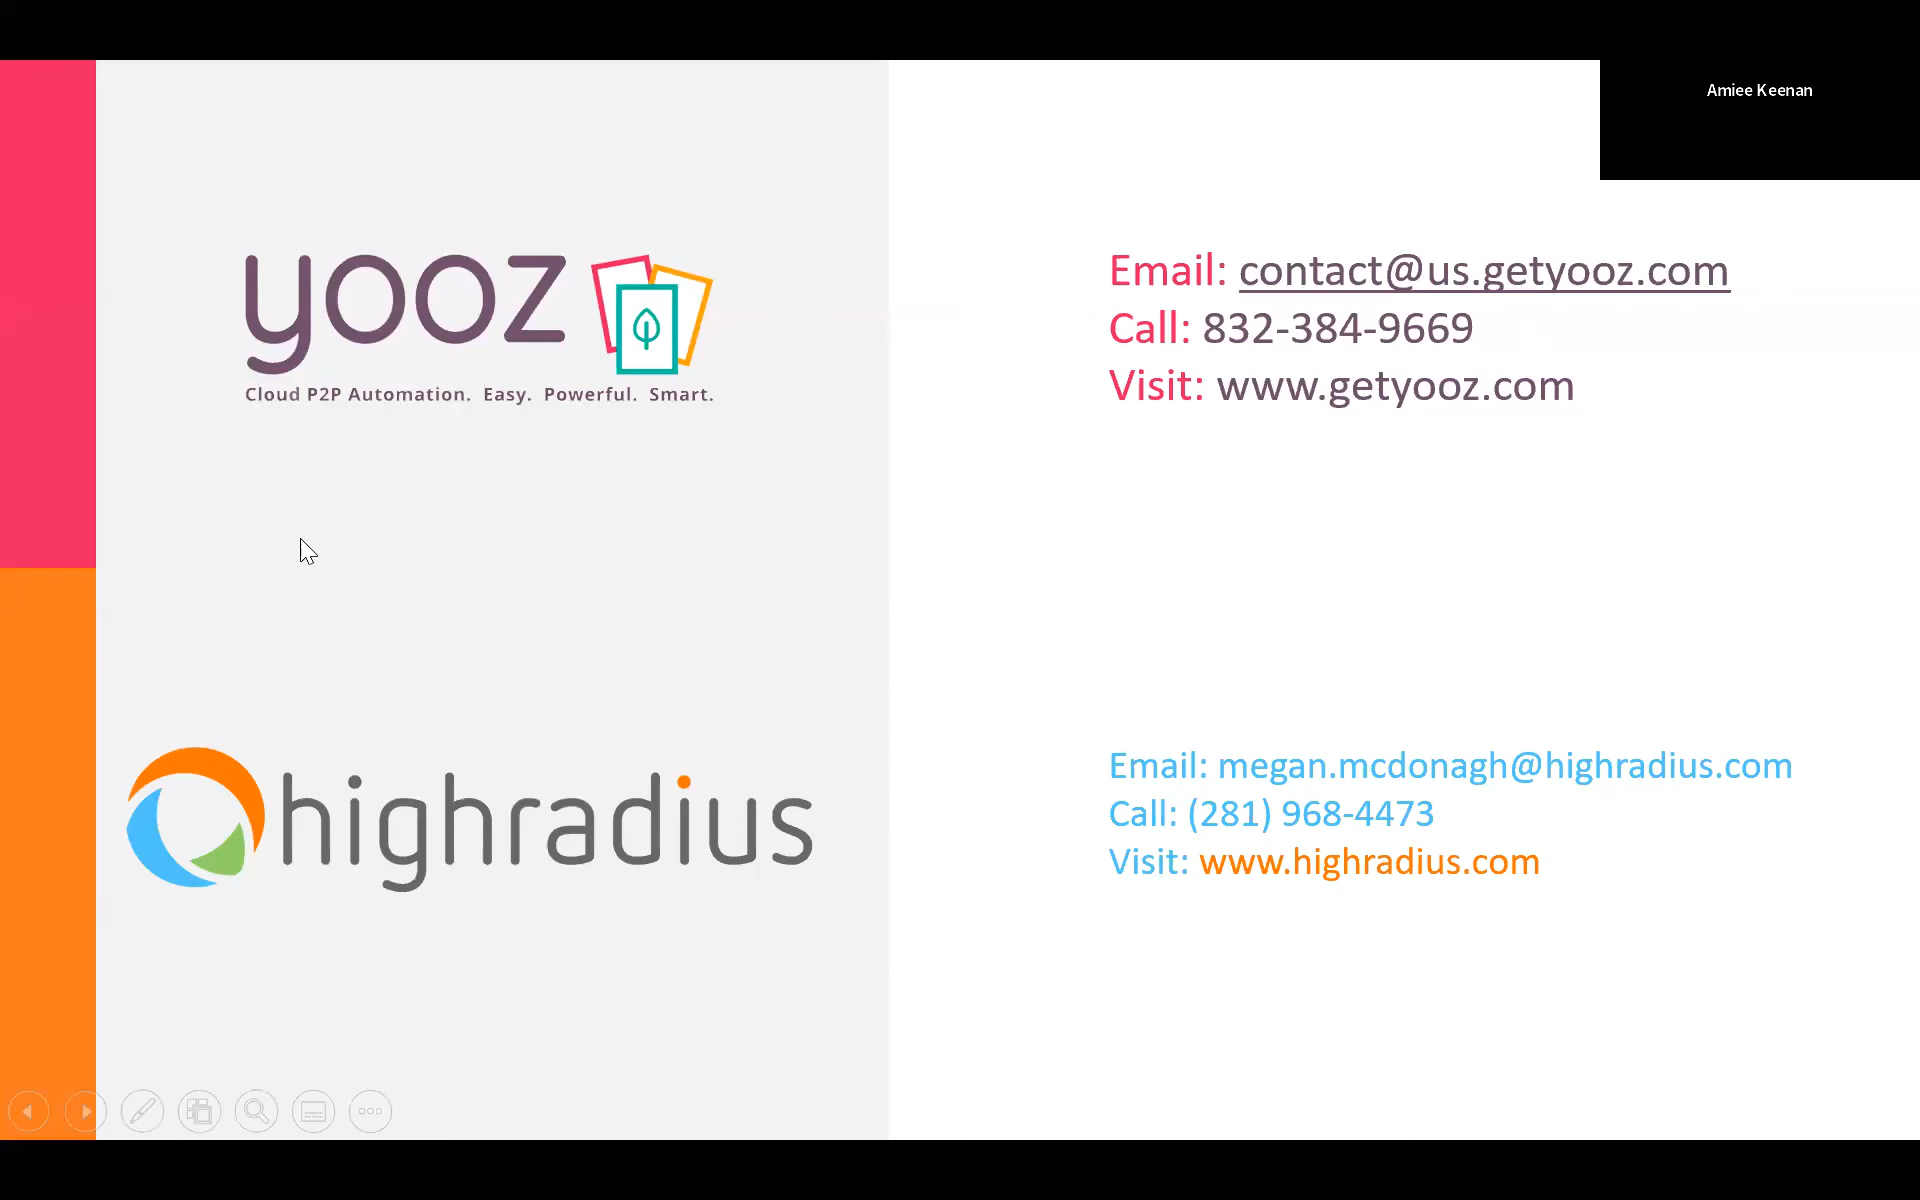 Amiee Keenan
yooz
Cloud P2P Automation. Easy. Powerful. Smart.
Email: contact@us.getyooz.com
Call: 832-384-9669
Visit: www.getyooz.com
highradius
Email: megan.mcdonagh@highradius.com
Call: (281) 968-4473
Visit: www.highradius.com